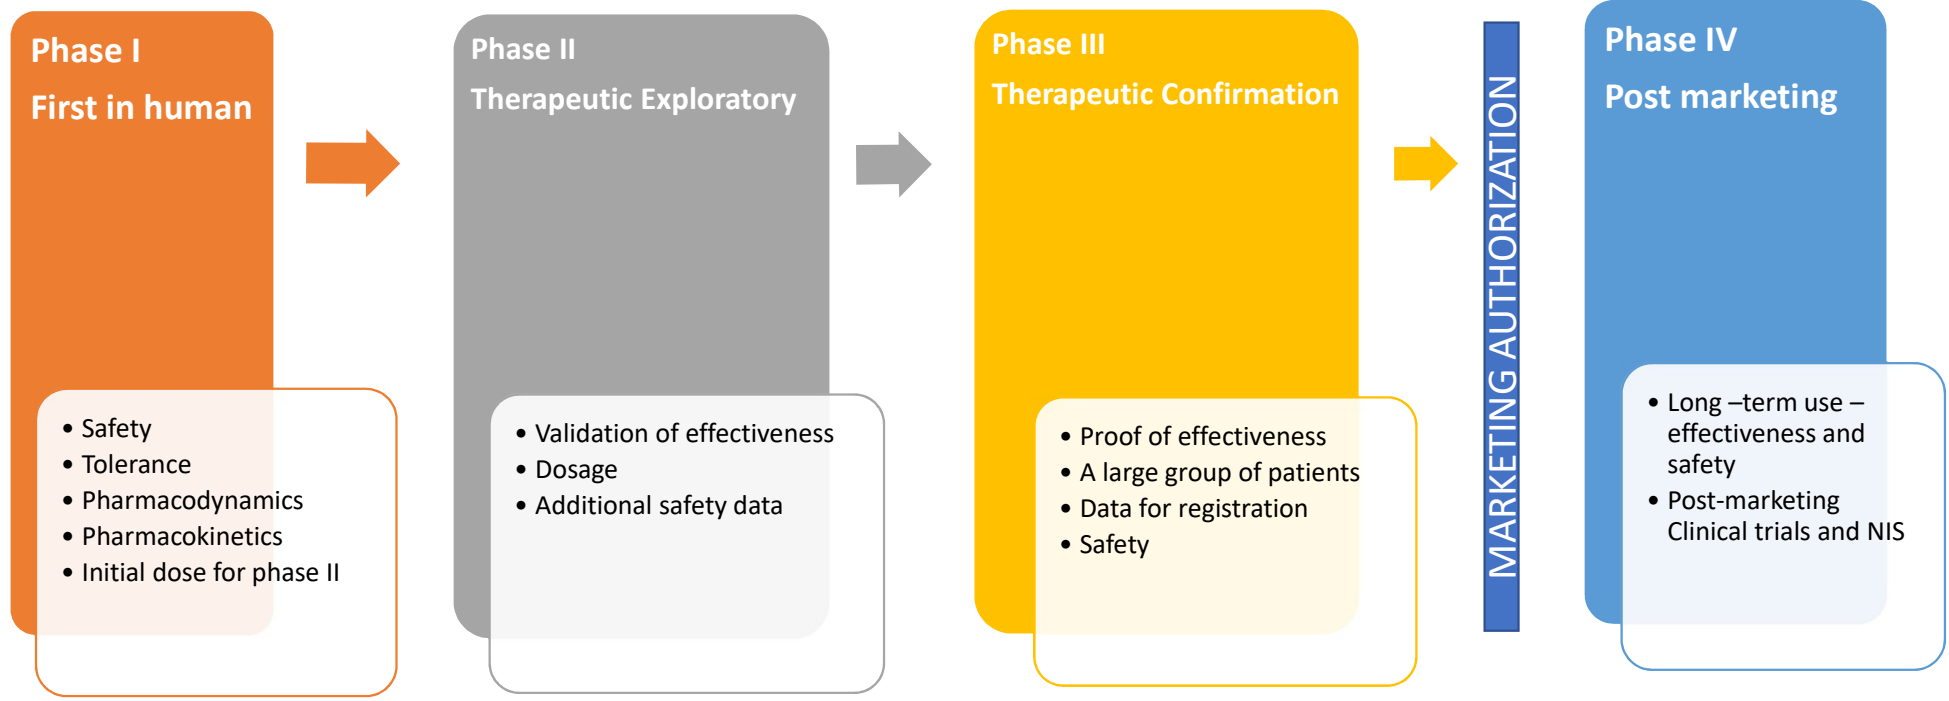 Phase I
First in human
• Safety
• Tolerance
• Pharmacodynamics
• Pharmacokinetics
• Initial dose for phase II
Phase II
Therapeutic Exploratory
• Validation of effectiveness
• Dosage
• Additional safety data
Phase III
Therapeutic Confirmation
• Proof of effectiveness
• A large group of patients
• Data for registration
• Safety
MARKETING AUTHORIZATION
Phase IV
Post marketing
• Long –term use –
effectiveness and
safety
• Post-marketing
Clinical trials and NIS